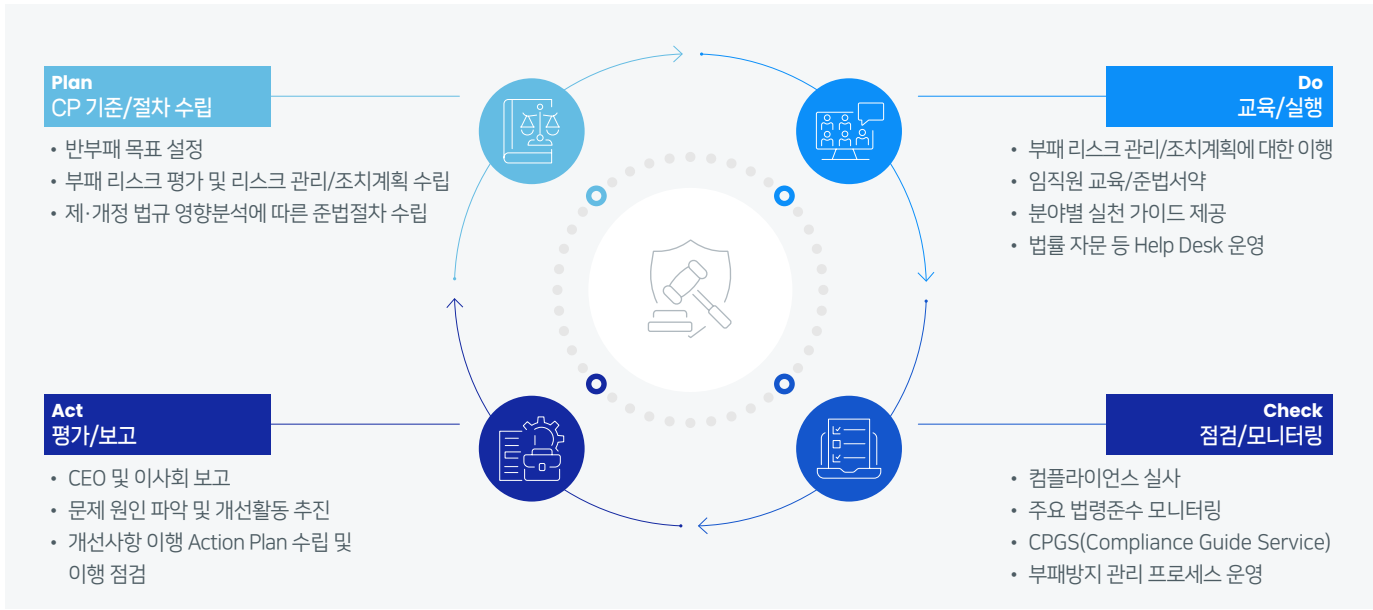 Plan
CP 기준/절차 수립
• 반부패 목표 설정
• 부패 리스크 평가 및 리스크 관리/조치계획 수립
• 제·개정 법규 영향분석에 따른 준법절차 수립
Do
교육/실행
• 부패 리스크 관리/조치계획에 대한 이행
• 임직원 교육/준법서약
• 분야별 실천 가이드 제공
• 법률 자문 등 Help Desk 운영
Act
평가/보고
• CEO 및 이사회 보고
• 문제 원인 파악 및 개선활동 추진
• 개선사항 이행 Action Plan 수립 및
이행 점검
Check
점검/모니터링
• 컴플라이언스 실사
• 주요 법령준수 모니터링
• CPGS(Compliance Guide Service)
• 부패방지 관리 프로세스 운영